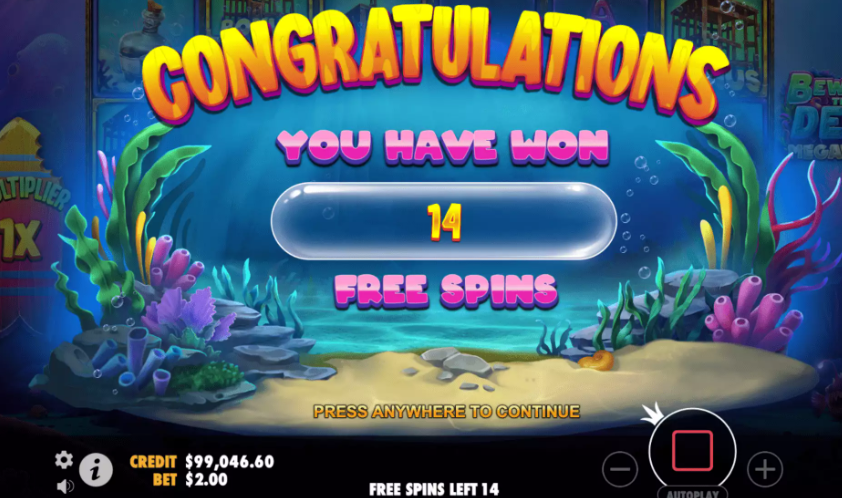 CONGRATULATIONS
YOU HAVE WON
14
FREE SPINS
1X
PRESS ANYWHERE TO CONTINUE
CREDIT $99,046.60
BET $2.00
FREE SPINS LEFT 14
AUTOPLAY